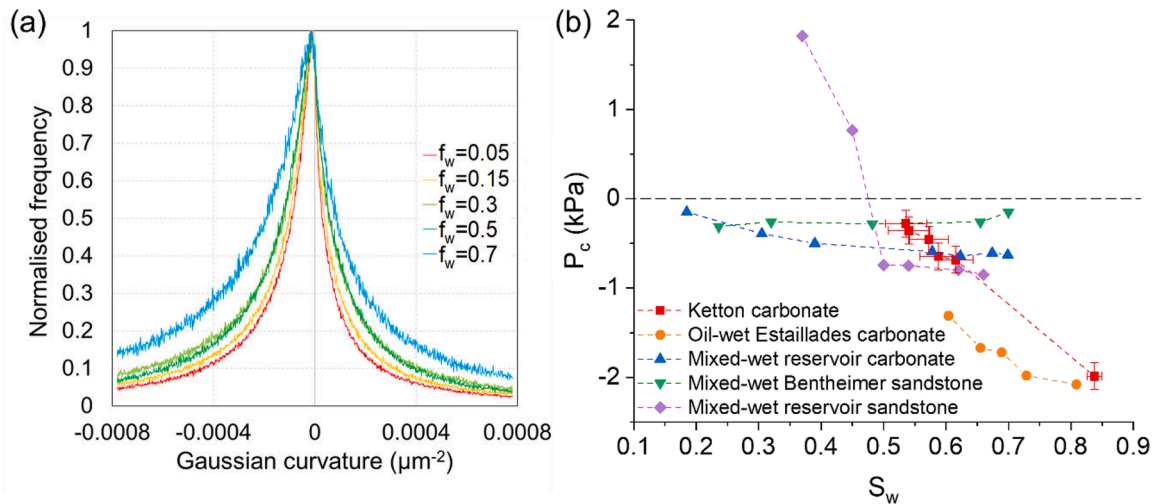 (a)
Normalised frequency
1
0.9
0.8
0.7
0.6
0.5
0.4
0.3
0.2
0.1
0
-0.0008
-0.0004
0
0.0004
0.0008
Gaussian curvature (µm⁻²)
f_w=0.05
f_w=0.15
f_w=0.3
f_w=0.5
f_w=0.7
(b)
P_c (kPa)
2
1
0
-1
-2
0.1
0.2
0.3
0.4
0.5
0.6
0.7
0.8
0.9
S_w
Ketton carbonate
Oil-wet Estaillades carbonate
Mixed-wet reservoir carbonate
Mixed-wet Bentheimer sandstone
Mixed-wet reservoir sandstone